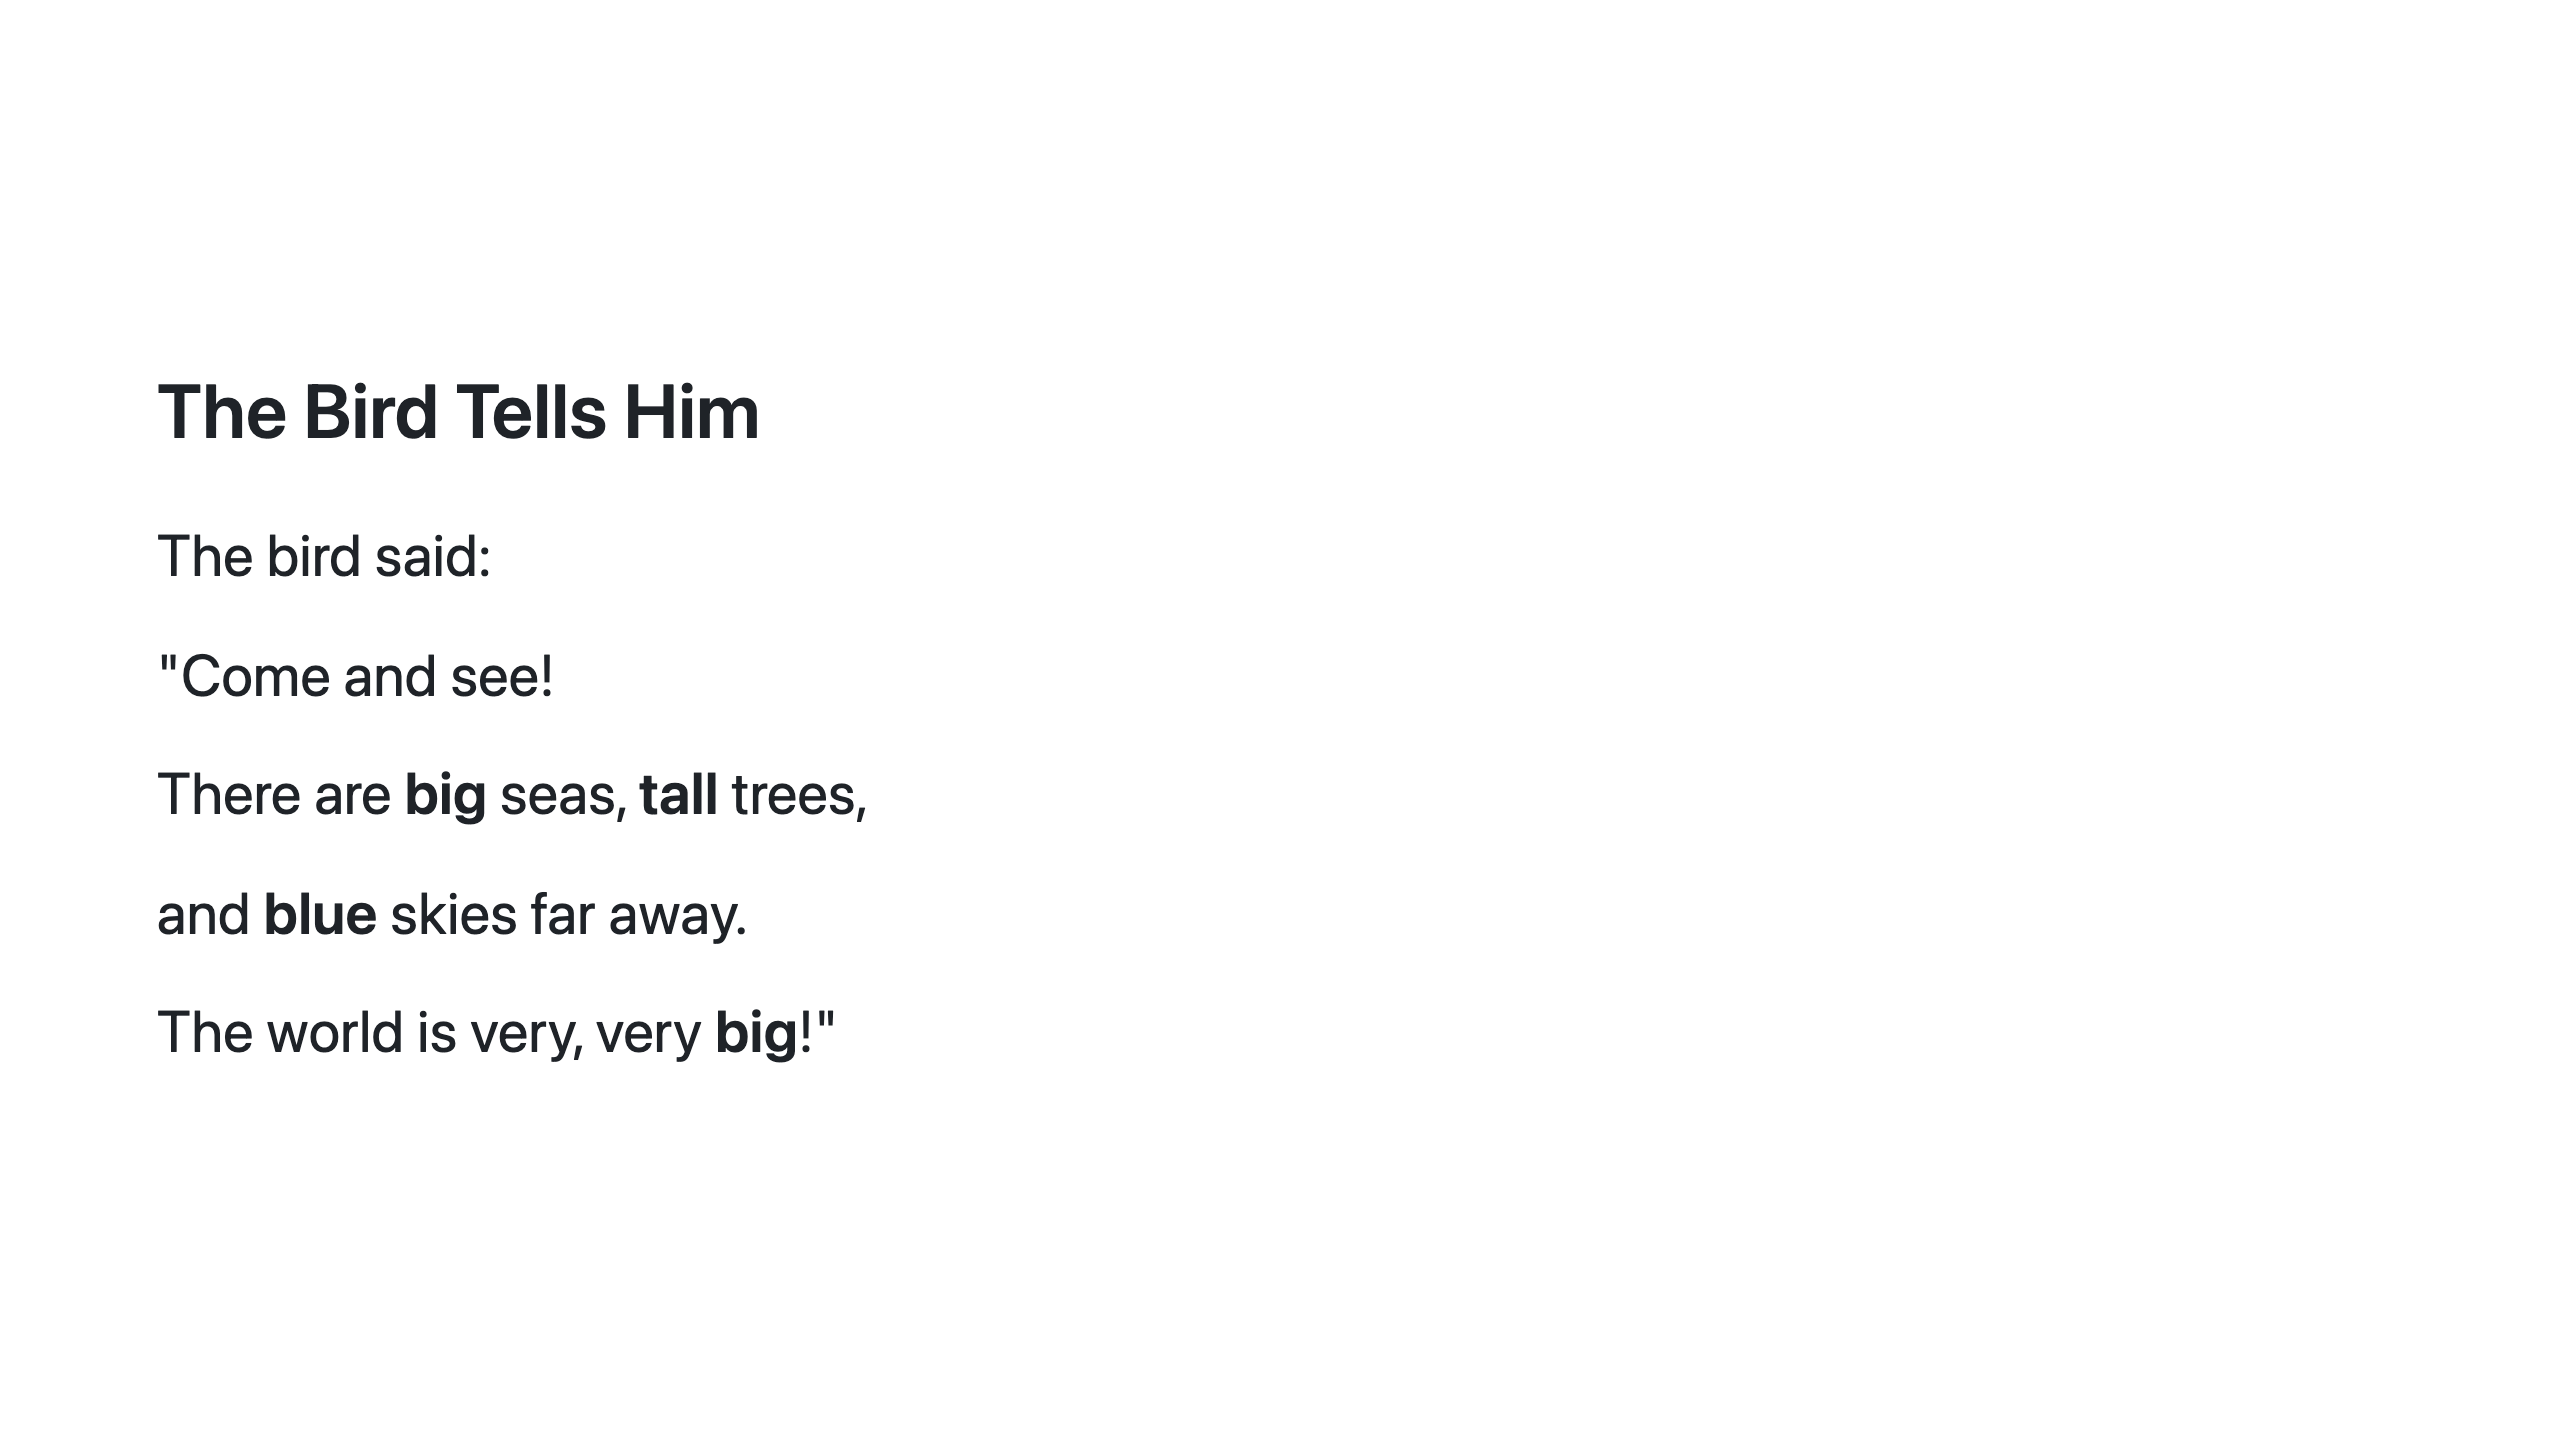 The Bird Tells Him
The bird said:
"Come and see!
There are big seas, tall trees,
and blue skies far away.
The world is very, very big!"